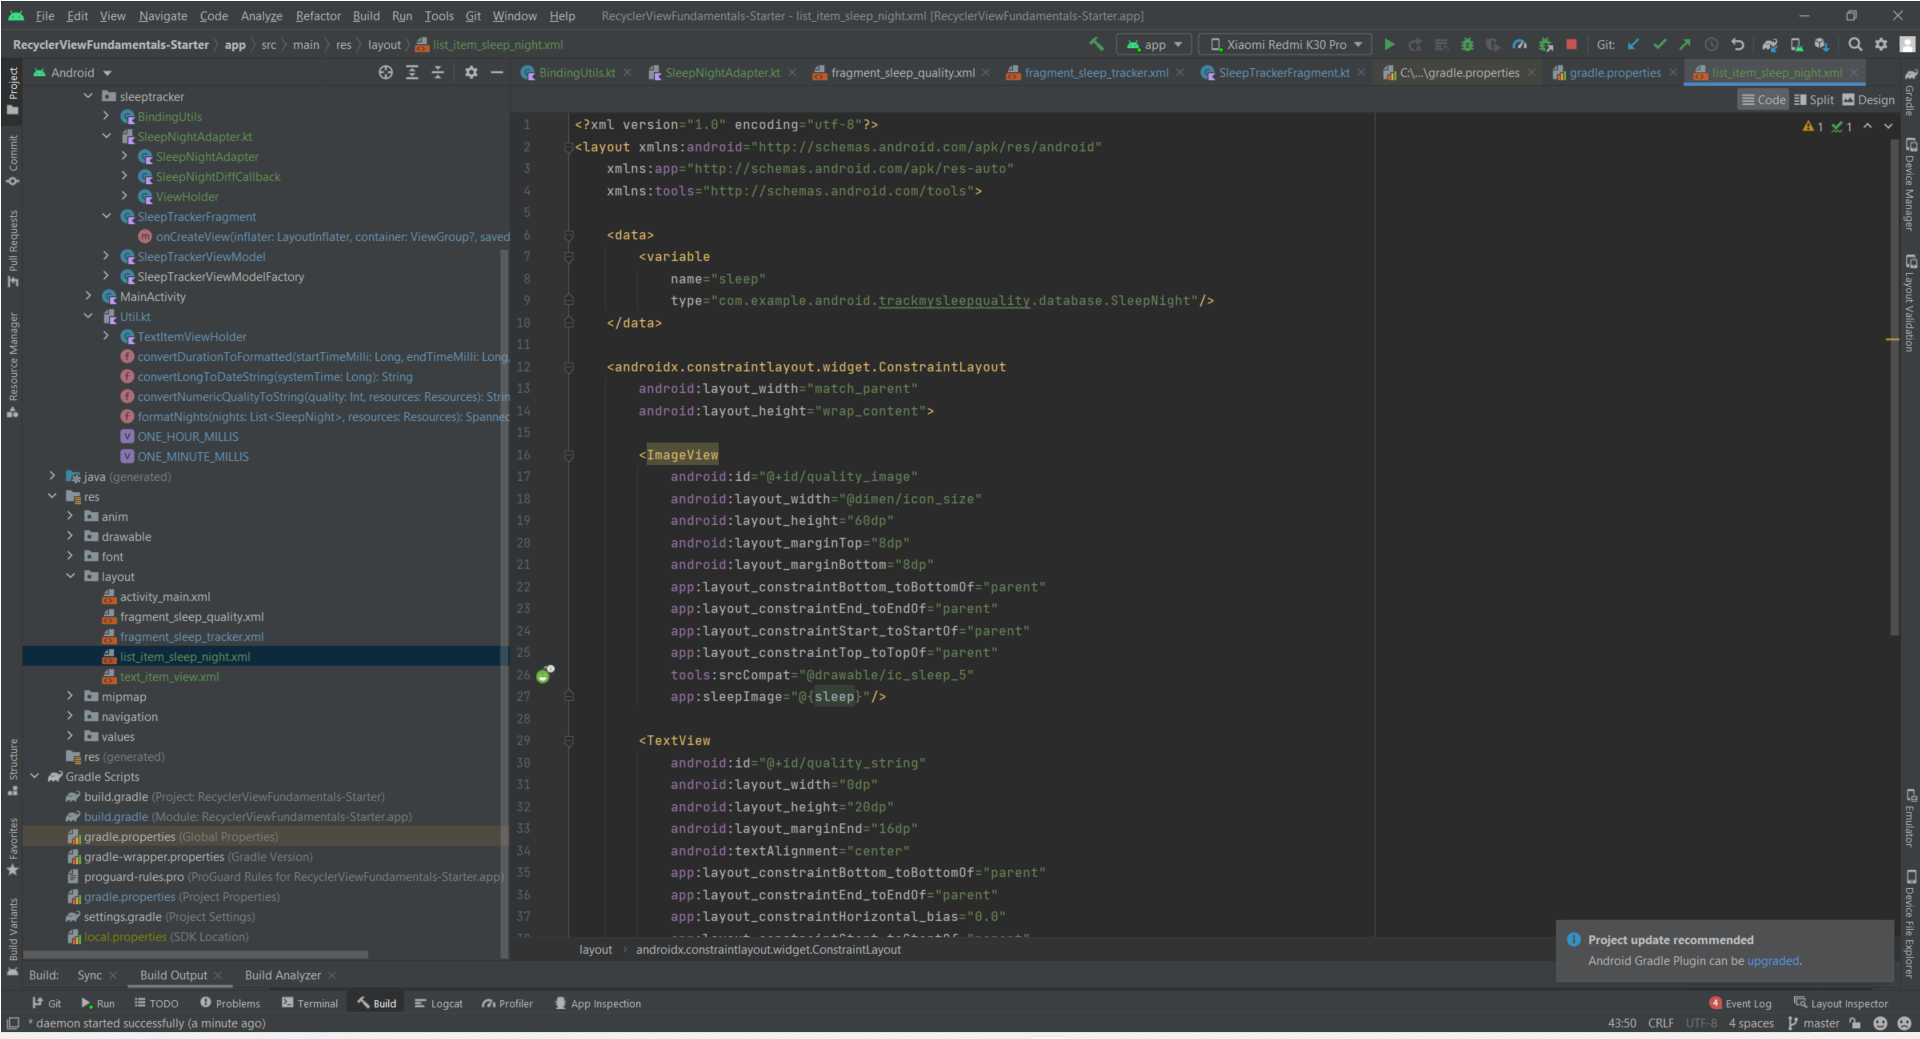 File Edit View Navigate Code Analyze Refactor Build Run Tools Git Window Help RecyclerViewFundamentals-Starter - list_item_sleep_night.xml [RecyclerViewFundamentals-Starter.app]
RecyclerViewFundamentals-Starter app src main res layout list_item_sleep_night.xml app Xiaomi Redmi K30 Pro Git:
Android BindingUtils.kt SleepNightAdapter.kt fragment_sleep_quality.xml fragment_sleep_tracker.xml SleepTrackerFragment.kt C:\...\gradle.properties gradle.properties list_item_sleep_night.xml
Code Split Design
Project
Commit
Pull Requests
Resource Manager
Structure
Favorites
Build Variants
sleeptracker
BindingUtils
SleepNightAdapter.kt
SleepNightAdapter
SleepNightDiffCallback
ViewHolder
SleepTrackerFragment
onCreateView(inflater: LayoutInflater, container: ViewGroup?, saved
SleepTrackerViewModel
SleepTrackerViewModelFactory
MainActivity
Util.kt
TextItemViewHolder
convertDurationToFormatted(startTimeMilli: Long, endTimeMilli: Long,
convertLongToDateString(systemTime: Long): String
convertNumericQualityToString(quality: Int, resources: Resources): Strin
formatNights(nights: List<SleepNight>, resources: Resources): Spanned
ONE_HOUR_MILLIS
ONE_MINUTE_MILLIS
java (generated)
res
anim
drawable
font
layout
activity_main.xml
fragment_sleep_quality.xml
fragment_sleep_tracker.xml
list_item_sleep_night.xml
text_item_view.xml
mipmap
navigation
values
res (generated)
Gradle Scripts
build.gradle (Project: RecyclerViewFundamentals-Starter)
build.gradle (Module: RecyclerViewFundamentals-Starter.app)
gradle.properties (Global Properties)
gradle-wrapper.properties (Gradle Version)
proguard-rules.pro (ProGuard Rules for RecyclerViewFundamentals-Starter.app)
gradle.properties (Project Properties)
settings.gradle (Project Settings)
local.properties (SDK Location)
1 <?xml version="1.0" encoding="utf-8"?>
2 <layout xmlns:android="http://schemas.android.com/apk/res/android"
3 xmlns:app="http://schemas.android.com/apk/res-auto"
4 xmlns:tools="http://schemas.android.com/tools">
5
6 <data>
7 <variable
8 name="sleep"
9 type="com.example.android.trackmysleepquality.database.SleepNight"/>
10 </data>
11
12 <androidx.constraintlayout.widget.ConstraintLayout
13 android:layout_width="match_parent"
14 android:layout_height="wrap_content">
15
16 <ImageView
17 android:id="@+id/quality_image"
18 android:layout_width="@dimen/icon_size"
19 android:layout_height="60dp"
20 android:layout_marginTop="8dp"
21 android:layout_marginBottom="8dp"
22 app:layout_constraintBottom_toBottomOf="parent"
23 app:layout_constraintEnd_toEndOf="parent"
24 app:layout_constraintStart_toStartOf="parent"
25 app:layout_constraintTop_toTopOf="parent"
26 tools:srcCompat="@drawable/ic_sleep_5"
27 app:sleepImage="@{sleep}"/>
28
29 <TextView
30 android:id="@+id/quality_string"
31 android:layout_width="0dp"
32 android:layout_height="20dp"
33 android:layout_marginEnd="16dp"
34 android:textAlignment="center"
35 app:layout_constraintBottom_toBottomOf="parent"
36 app:layout_constraintEnd_toEndOf="parent"
37 app:layout_constraintHorizontal_bias="0.0"
38 app:layout_constraintStart_toStartOf="parent"
1 1
Gradle
Device Manager
Layout Validation
Emulator
Device File Explorer
layout androidx.constraintlayout.widget.ConstraintLayout
Project update recommended
Android Gradle Plugin can be upgraded.
Build: Sync Build Output Build Analyzer
Git Run TODO Problems Terminal Build Logcat Profiler App Inspection 4 Event Log Layout Inspector
* daemon started successfully (a minute ago) 43:50 CRLF UTF-8 4 spaces master